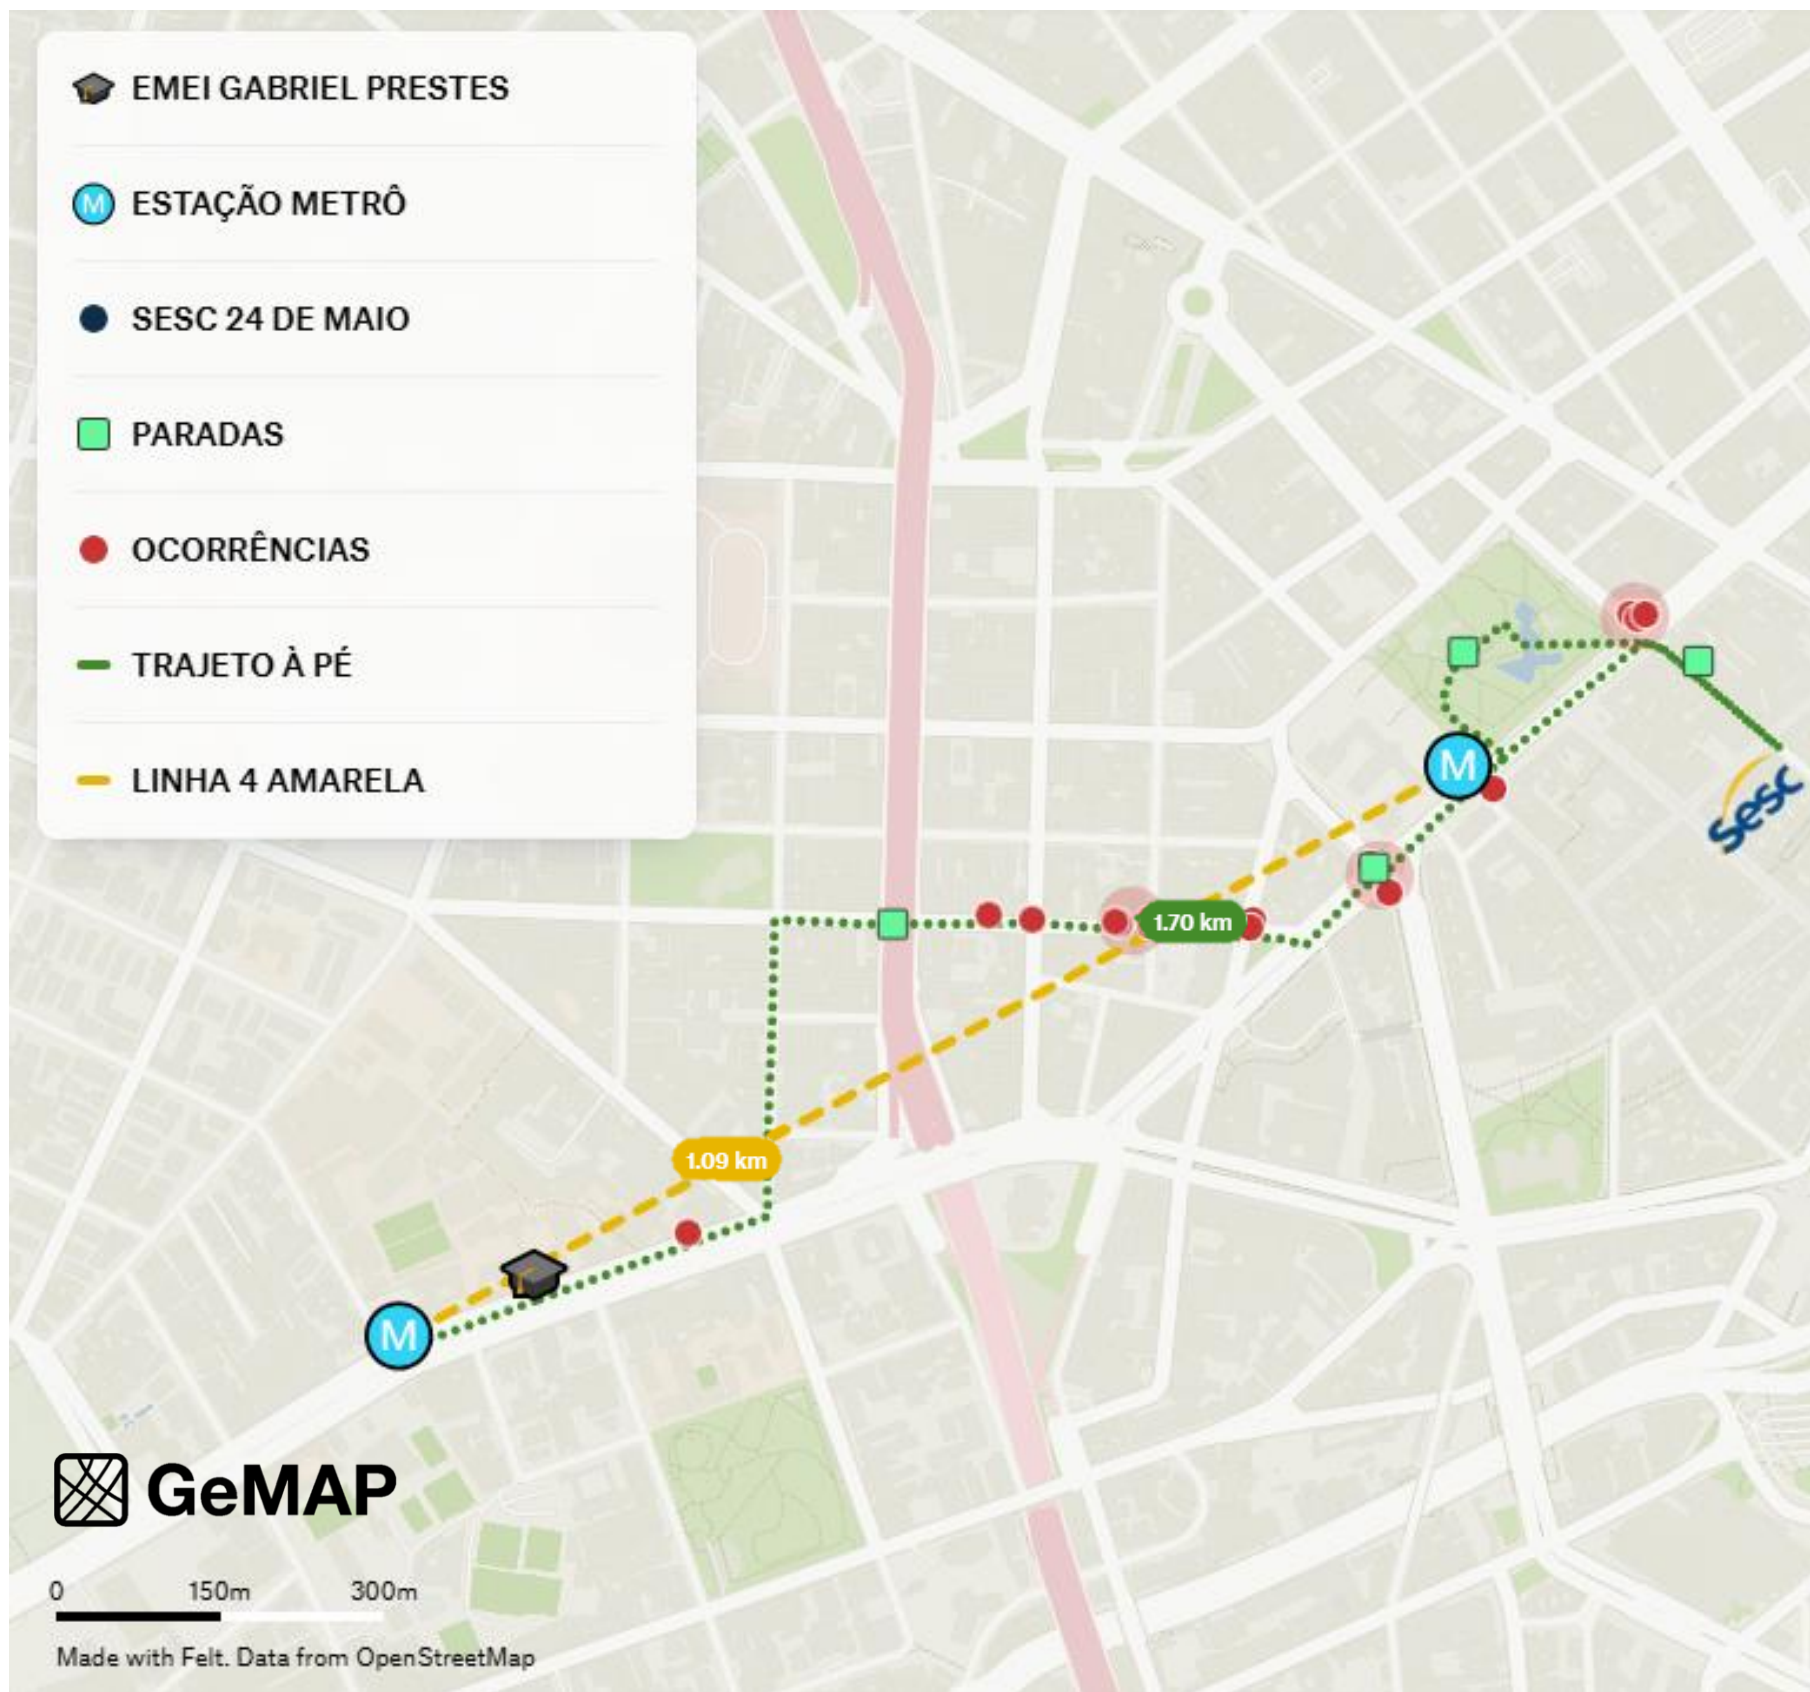 EMEI GABRIEL PRESTES
M
ESTAÇÃO METRÔ
SESC 24 DE MAIO
PARADAS
OCORRÊNCIAS
TRAJETO À PÉ
LINHA 4 AMARELA
M
Sesc
1.70 km
1.09 km
M
GeMAP
0 150m 300m
Made with Felt. Data from OpenStreetMap